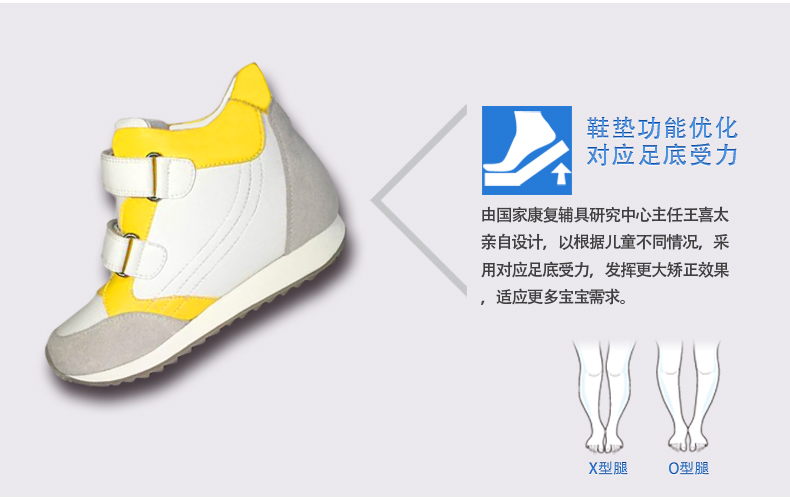 鞋垫功能优化
对应足底受力
由国家康复辅具研究中心主任王喜太
亲自设计，以根据儿童不同情况，采
用对应足底受力，发挥更大矫正效果
，适应更多宝宝需求。
X型腿
O型腿